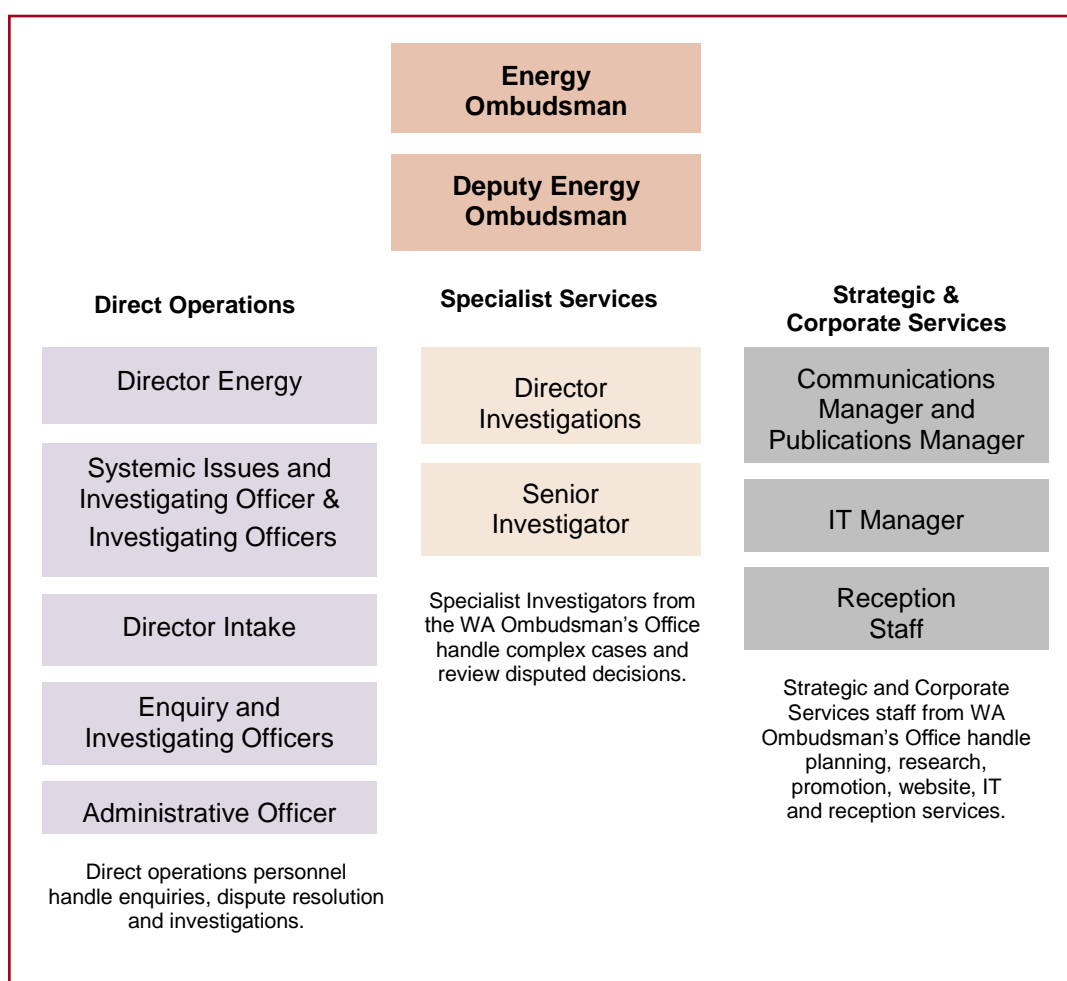 Energy
Ombudsman
Deputy Energy
Ombudsman
Direct Operations
Director Energy
Systemic Issues and
Investigating Officer &
Investigating Officers
Director Intake
Enquiry and
Investigating Officers
Administrative Officer
Direct operations personnel
handle enquiries, dispute resolution
and investigations.
Specialist Services
Director
Investigations
Senior
Investigator
Specialist Investigators from
the WA Ombudsman’s Office
handle complex cases and
review disputed decisions.
Strategic &
Corporate Services
Communications
Manager and
Publications Manager
IT Manager
Reception
Staff
Strategic and Corporate
Services staff from WA
Ombudsman’s Office handle
planning, research,
promotion, website, IT
and reception services.